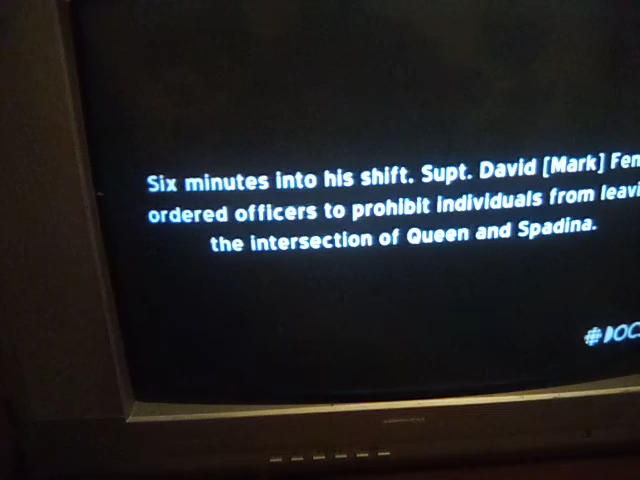 Six minutes into his shift. Supt. David [Mark] Fen
ordered officers to prohibit individuals from leavi
the intersection of Queen and Spadina.
#DOC